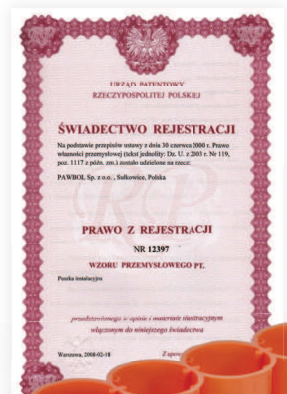 URZĄD PATENTOWY
RZECZYPOSPOLITEJ POLSKIEJ
ŚWIADECTWO REJESTRACJI
Na podstawie przepisów ustawy z dnia 30 czerwca 2000 r. Prawo
własności przemysłowej (tekst jednolity: Dz. U. z 2003 r. Nr 119,
poz. 1117 z późn. zm.) zostało udzielone na rzecz:
PAWBOL Sp. z o.o. , Sułkowice, Polska
PRAWO Z REJESTRACJI
NR 12397
WZORU PRZEMYSŁOWEGO PT.
Puszka instalacyjna
przedstawionego w opisie i materiale ilustracyjnym
włączonym do niniejszego świadectwa
Warszawa, 2008-02-18
Z upow